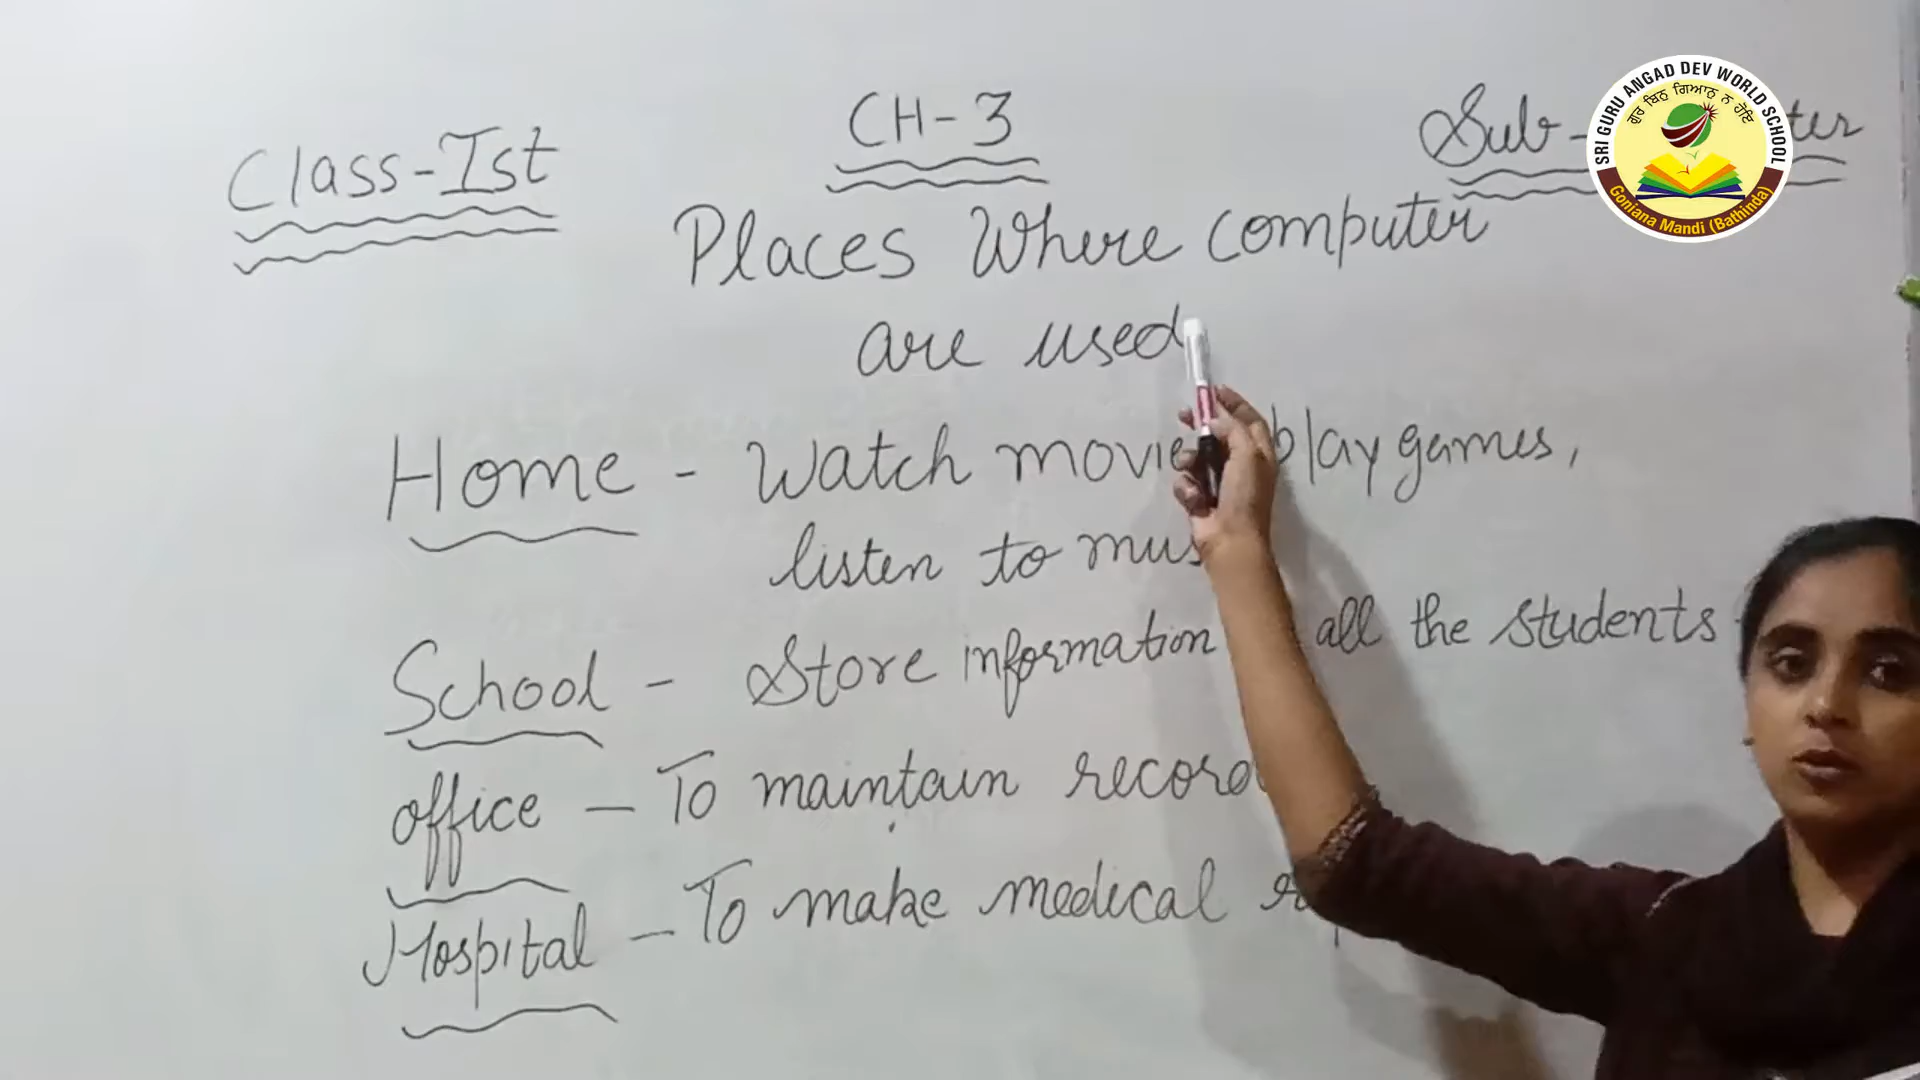 Class-Ist
CH-3
Sub-
Places Where computer
are used
Home - Watch movie play games,
listen to mus
School - Store information all the students
office - To maintain record
Hospital - To make medical
SRI GURU ANGAD DEV WORLD SCHOOL
ਗੁਰ ਬਿਨੁ ਗਿਆਨੁ ਨ ਹੋਇ
Goniana Mandi (Bathinda)